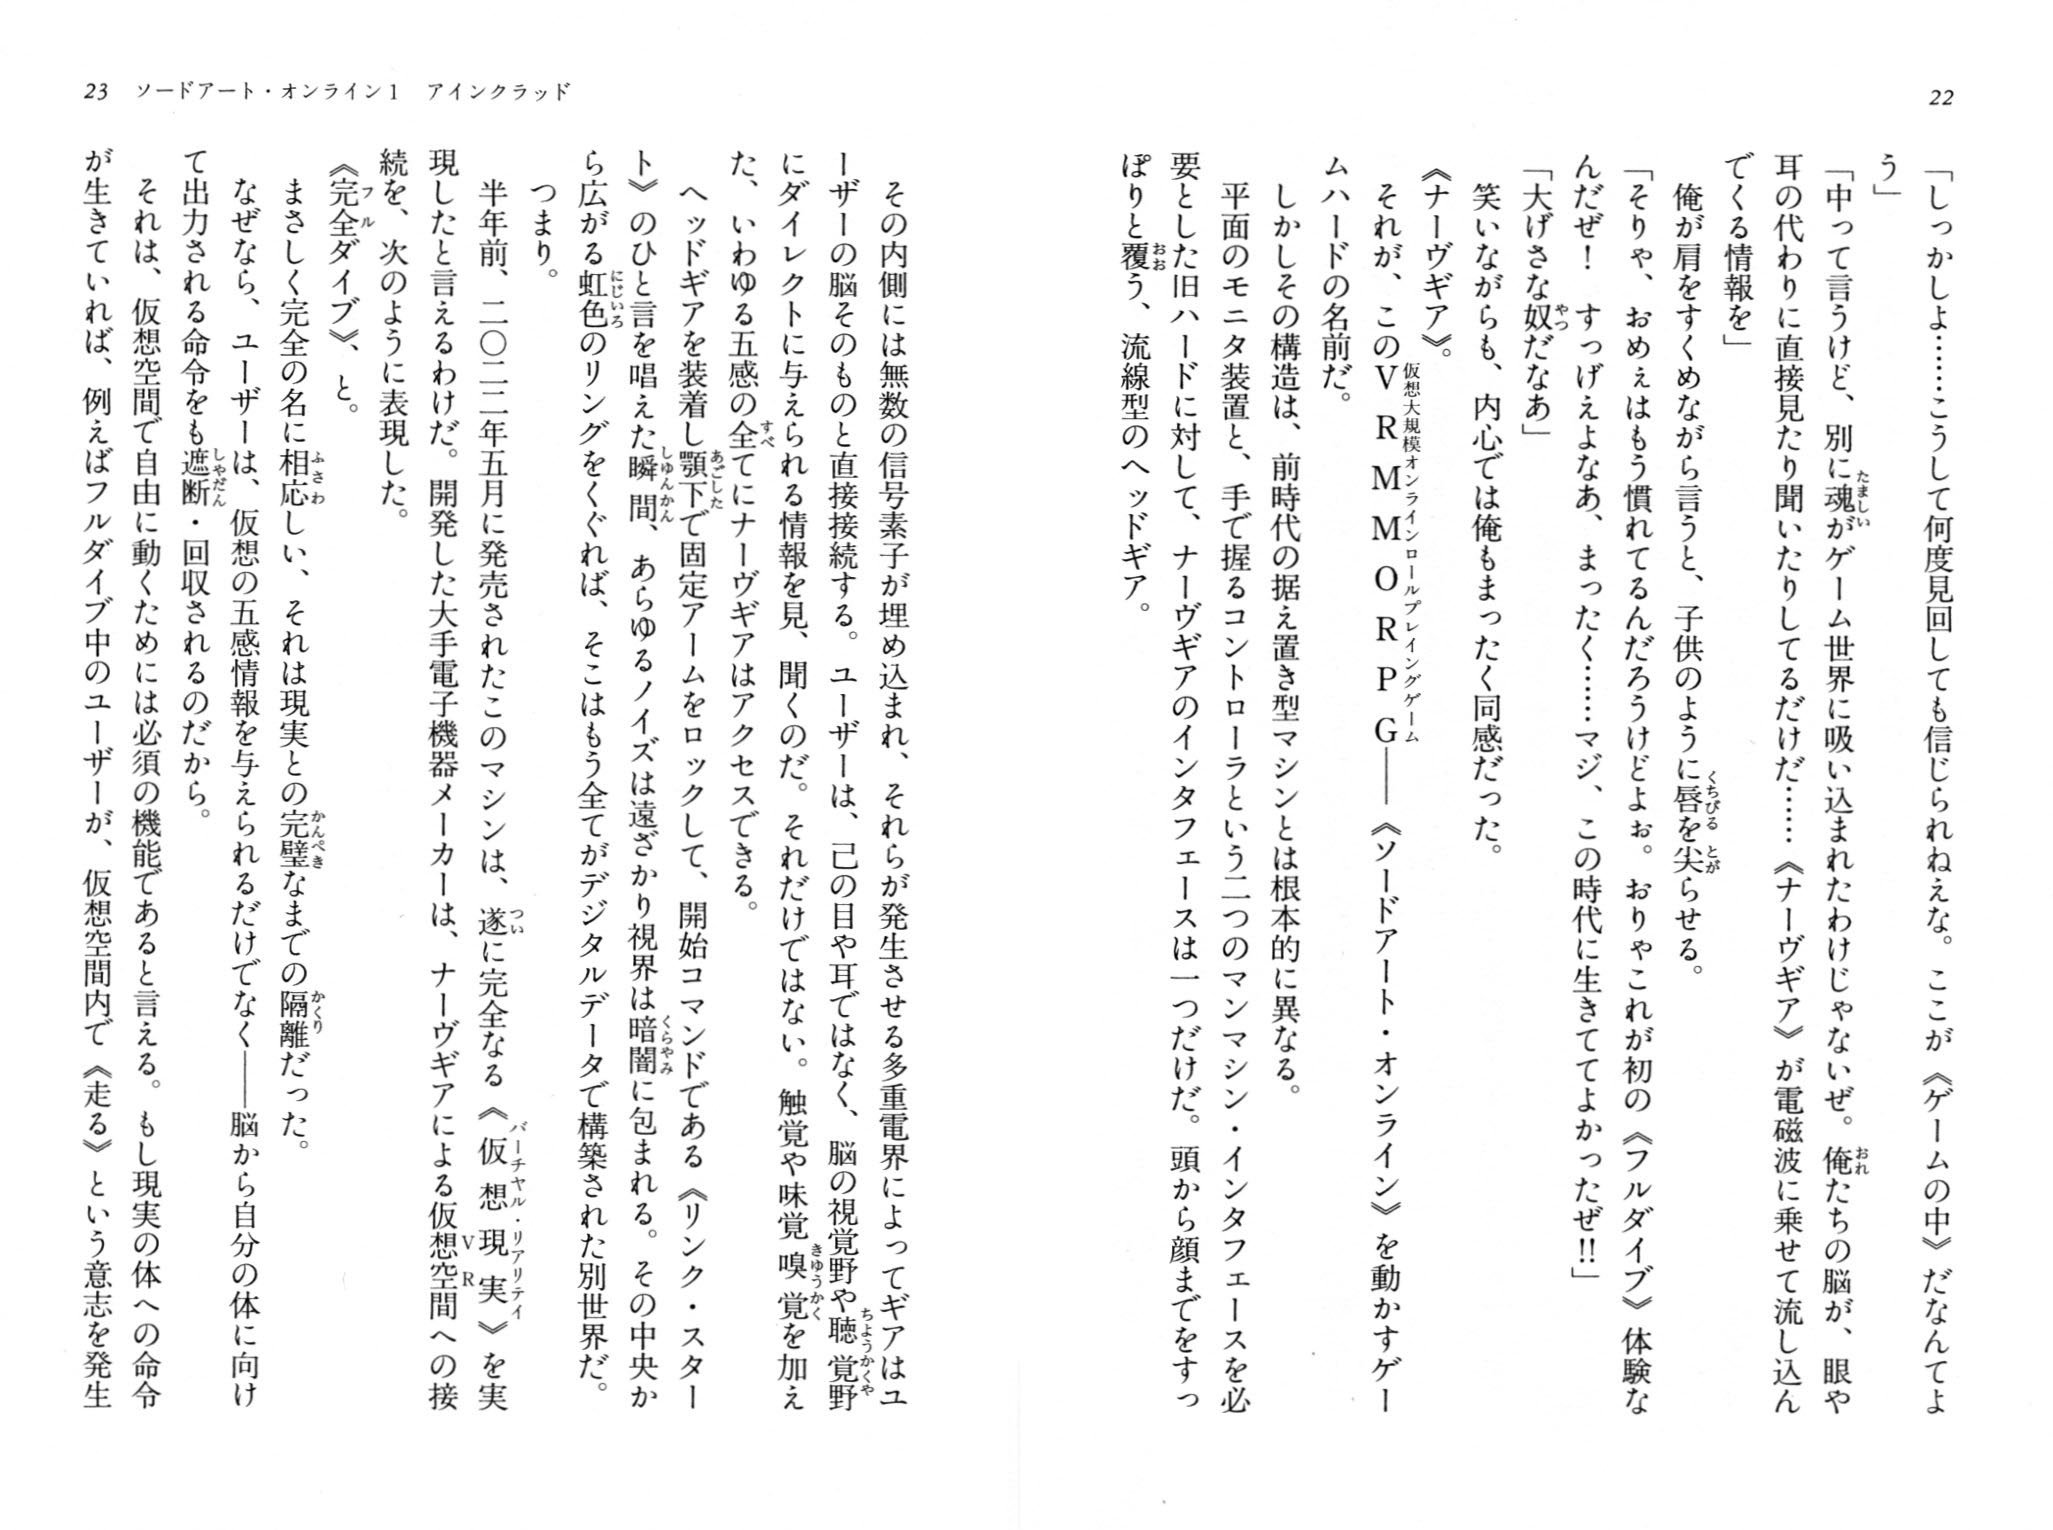 22
「しっかしよ……こうして何度見回しても信じられねえな。ここが《ゲームの中》だなんてよ
う」
「中って言うけど、別に魂がゲーム世界に吸い込まれたわけじゃないぜ。俺たちの脳が、眼や
耳の代わりに直接見たり聞いたりしてるだけだ……《ナーヴギア》が電磁波に乗せて流し込ん
でくる情報を」
俺が肩をすくめながら言うと、子供のように唇を尖らせる。
「そりゃ、おめぇはもう慣れてるんだろうけどよぉ。おりゃこれが初の《フルダイブ》体験な
んだぜ！　すっげえよなあ、まったく……マジ、この時代に生きててよかったぜ!!」
「大げさな奴だなあ」
笑いながらも、内心では俺もまったく同感だった。
《ナーヴギア》。
それが、このVRMMORPG――《ソードアート・オンライン》を動かすゲー
ムハードの名前だ。
しかしその構造は、前時代の据え置き型マシンとは根本的に異なる。
平面のモニタ装置と、手で握るコントローラという二つのマンマシン・インタフェースを必
要とした旧ハードに対して、ナーヴギアのインタフェースは一つだけだ。頭から顔までをすっ
ぽりと覆う、流線型のヘッドギア。
23　ソードアート・オンライン1　アインクラッド
その内側には無数の信号素子が埋め込まれ、それらが発生させる多重電界によってギアはユ
ーザーの脳そのものと直接接続する。ユーザーは、己の目や耳ではなく、脳の視覚野や聴覚野
にダイレクトに与えられる情報を見、聞くのだ。それだけではない。触覚や味覚嗅覚を加え
た、いわゆる五感の全てにナーヴギアはアクセスできる。
ヘッドギアを装着し顎下で固定アームをロックして、開始コマンドである《リンク・スター
ト》のひと言を唱えた瞬間、あらゆるノイズは遠ざかり視界は暗闇に包まれる。その中央か
ら広がる虹色のリングをくぐれば、そこはもう全てがデジタルデータで構築された別世界だ。
つまり。
半年前、二〇二二年五月に発売されたこのマシンは、遂に完全なる《仮想現実》を実
現したと言えるわけだ。開発した大手電子機器メーカーは、ナーヴギアによる仮想空間への接
続を、次のように表現した。
《完全ダイブ》、と。
まさしく完全の名に相応しい、それは現実との完璧なまでの隔離だった。
なぜなら、ユーザーは、仮想の五感情報を与えられるだけでなく――脳から自分の体に向け
て出力される命令をも遮断・回収されるのだから。
それは、仮想空間で自由に動くためには必須の機能であると言える。もし現実の体への命令
が生きていれば、例えばフルダイブ中のユーザーが、仮想空間内で《走る》という意志を発生